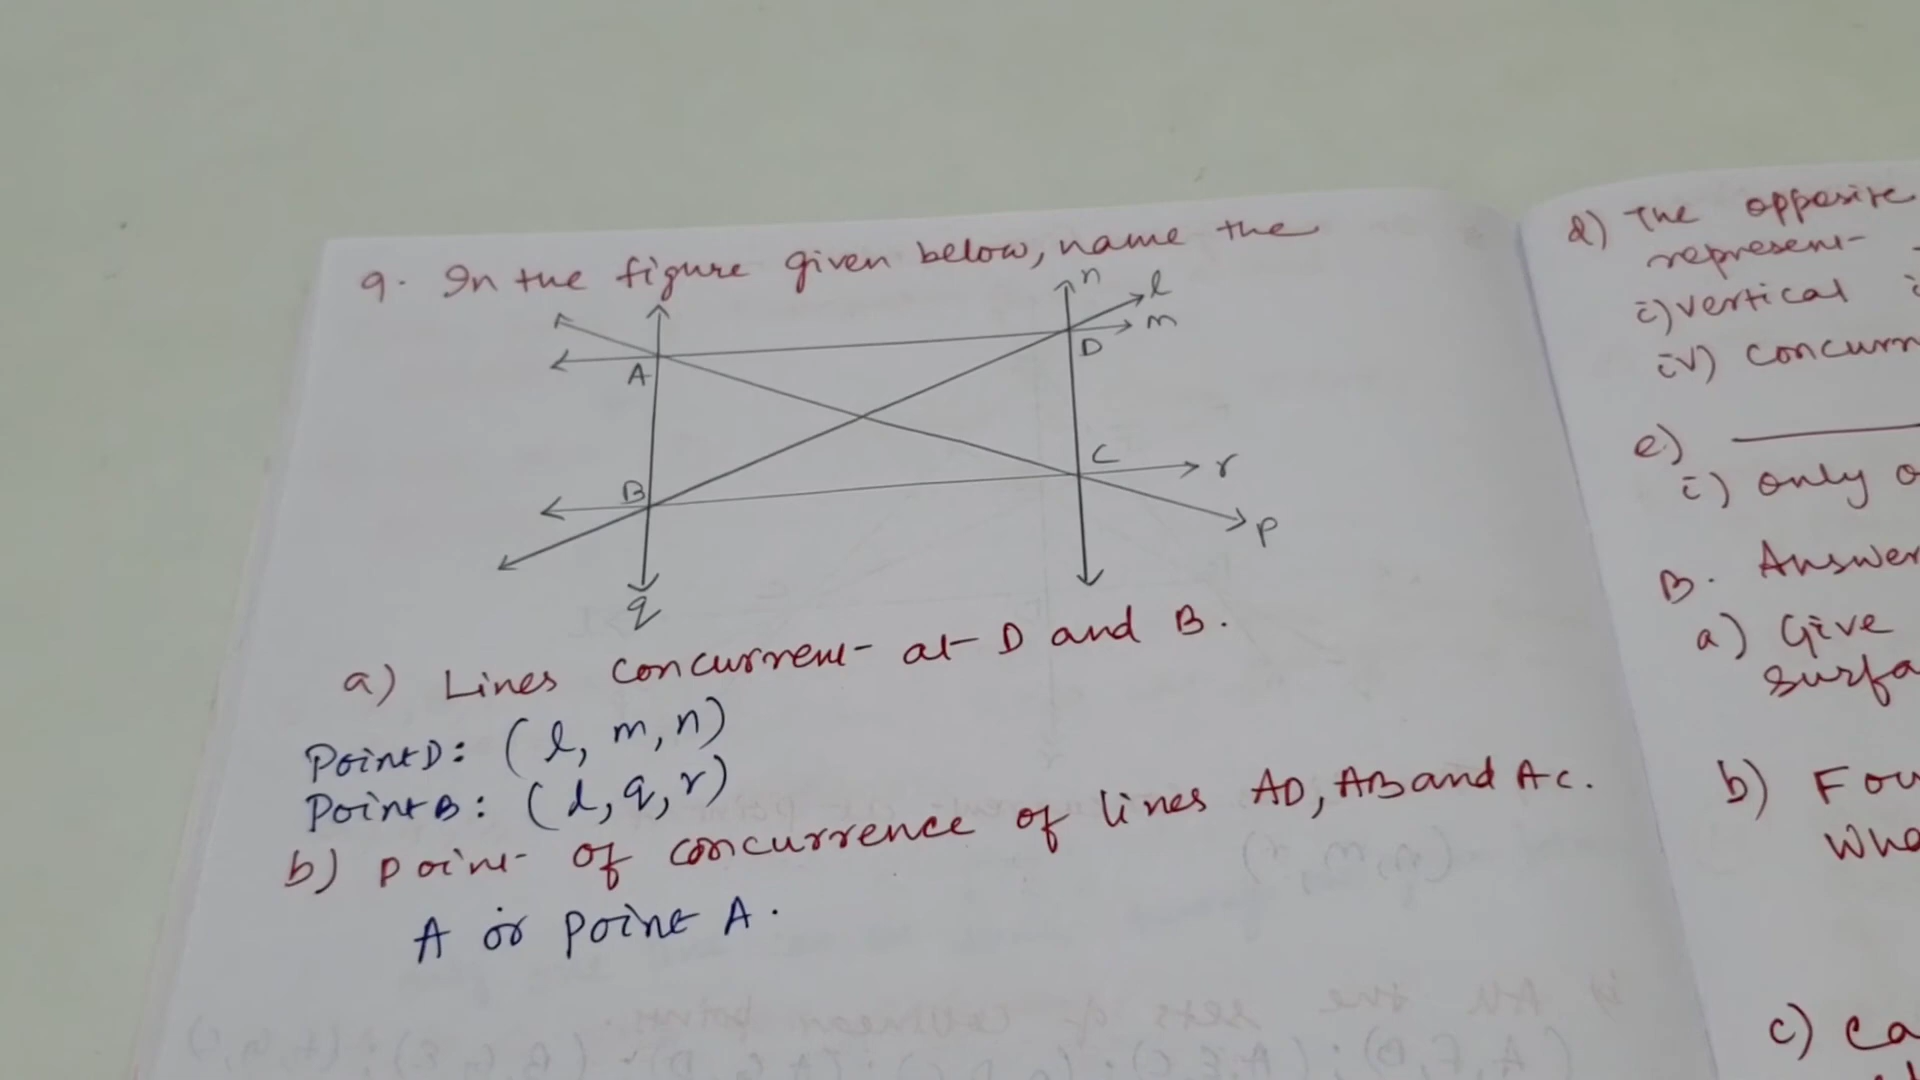 9. In the figure given below, name the
n
l
m
A
D
C
r
B
p
q
a) Lines concurrent at D and B.
Point D: (l, m, n)
Point B: (l, q, r)
b) Point of concurrence of lines AD, AB and AC.
A or point A.
d) The opposite
represent
i) vertical
iv) concurr
e)
i) only o
B. Answer
a) Give
surfa
b) Fou
Wha
c) Ca